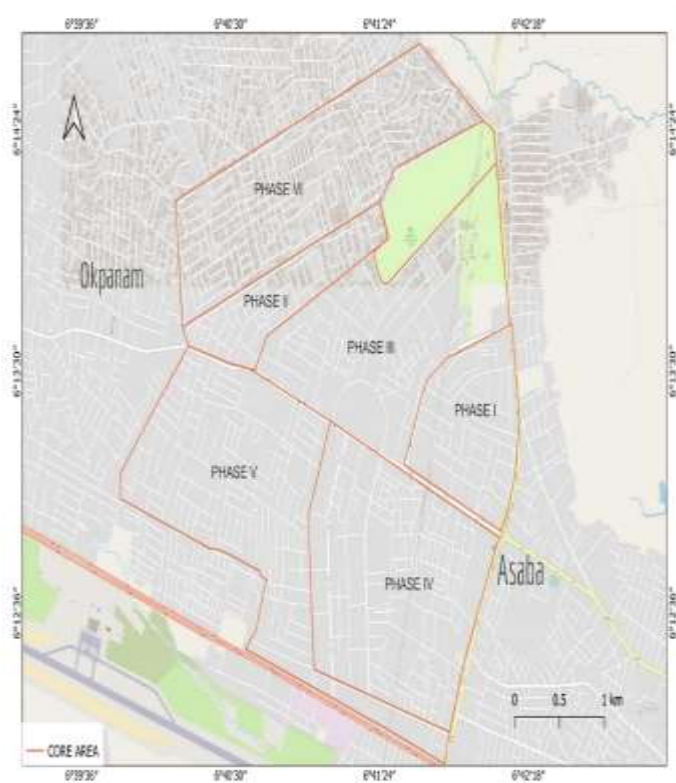 6°39'36" 6°40'30" 6°41'24" 6°42'18"
6°14'24" 6°14'24"
PHASE VI
Okpanam
PHASE II
PHASE III
6°13'30" 6°13'30"
PHASE I
PHASE V
Asaba
PHASE IV
6°12'36" 6°12'36"
0 0.5 1 km
CORE AREA
6°39'36" 6°40'30" 6°41'24" 6°42'18"